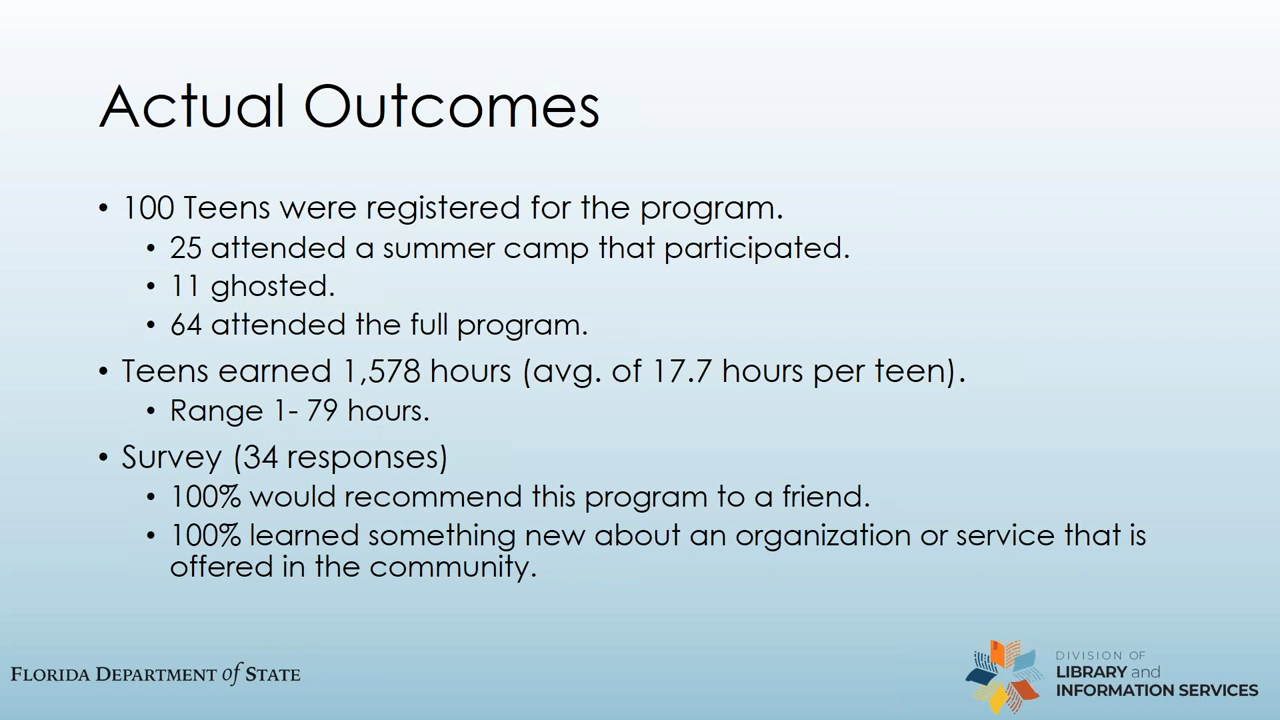 Actual Outcomes
• 100 Teens were registered for the program.
• 25 attended a summer camp that participated.
• 11 ghosted.
• 64 attended the full program.
• Teens earned 1,578 hours (avg. of 17.7 hours per teen).
• Range 1- 79 hours.
• Survey (34 responses)
• 100% would recommend this program to a friend.
• 100% learned something new about an organization or service that is
offered in the community.
FLORIDA DEPARTMENT of STATE
DIVISION OF
LIBRARY and
INFORMATION SERVICES